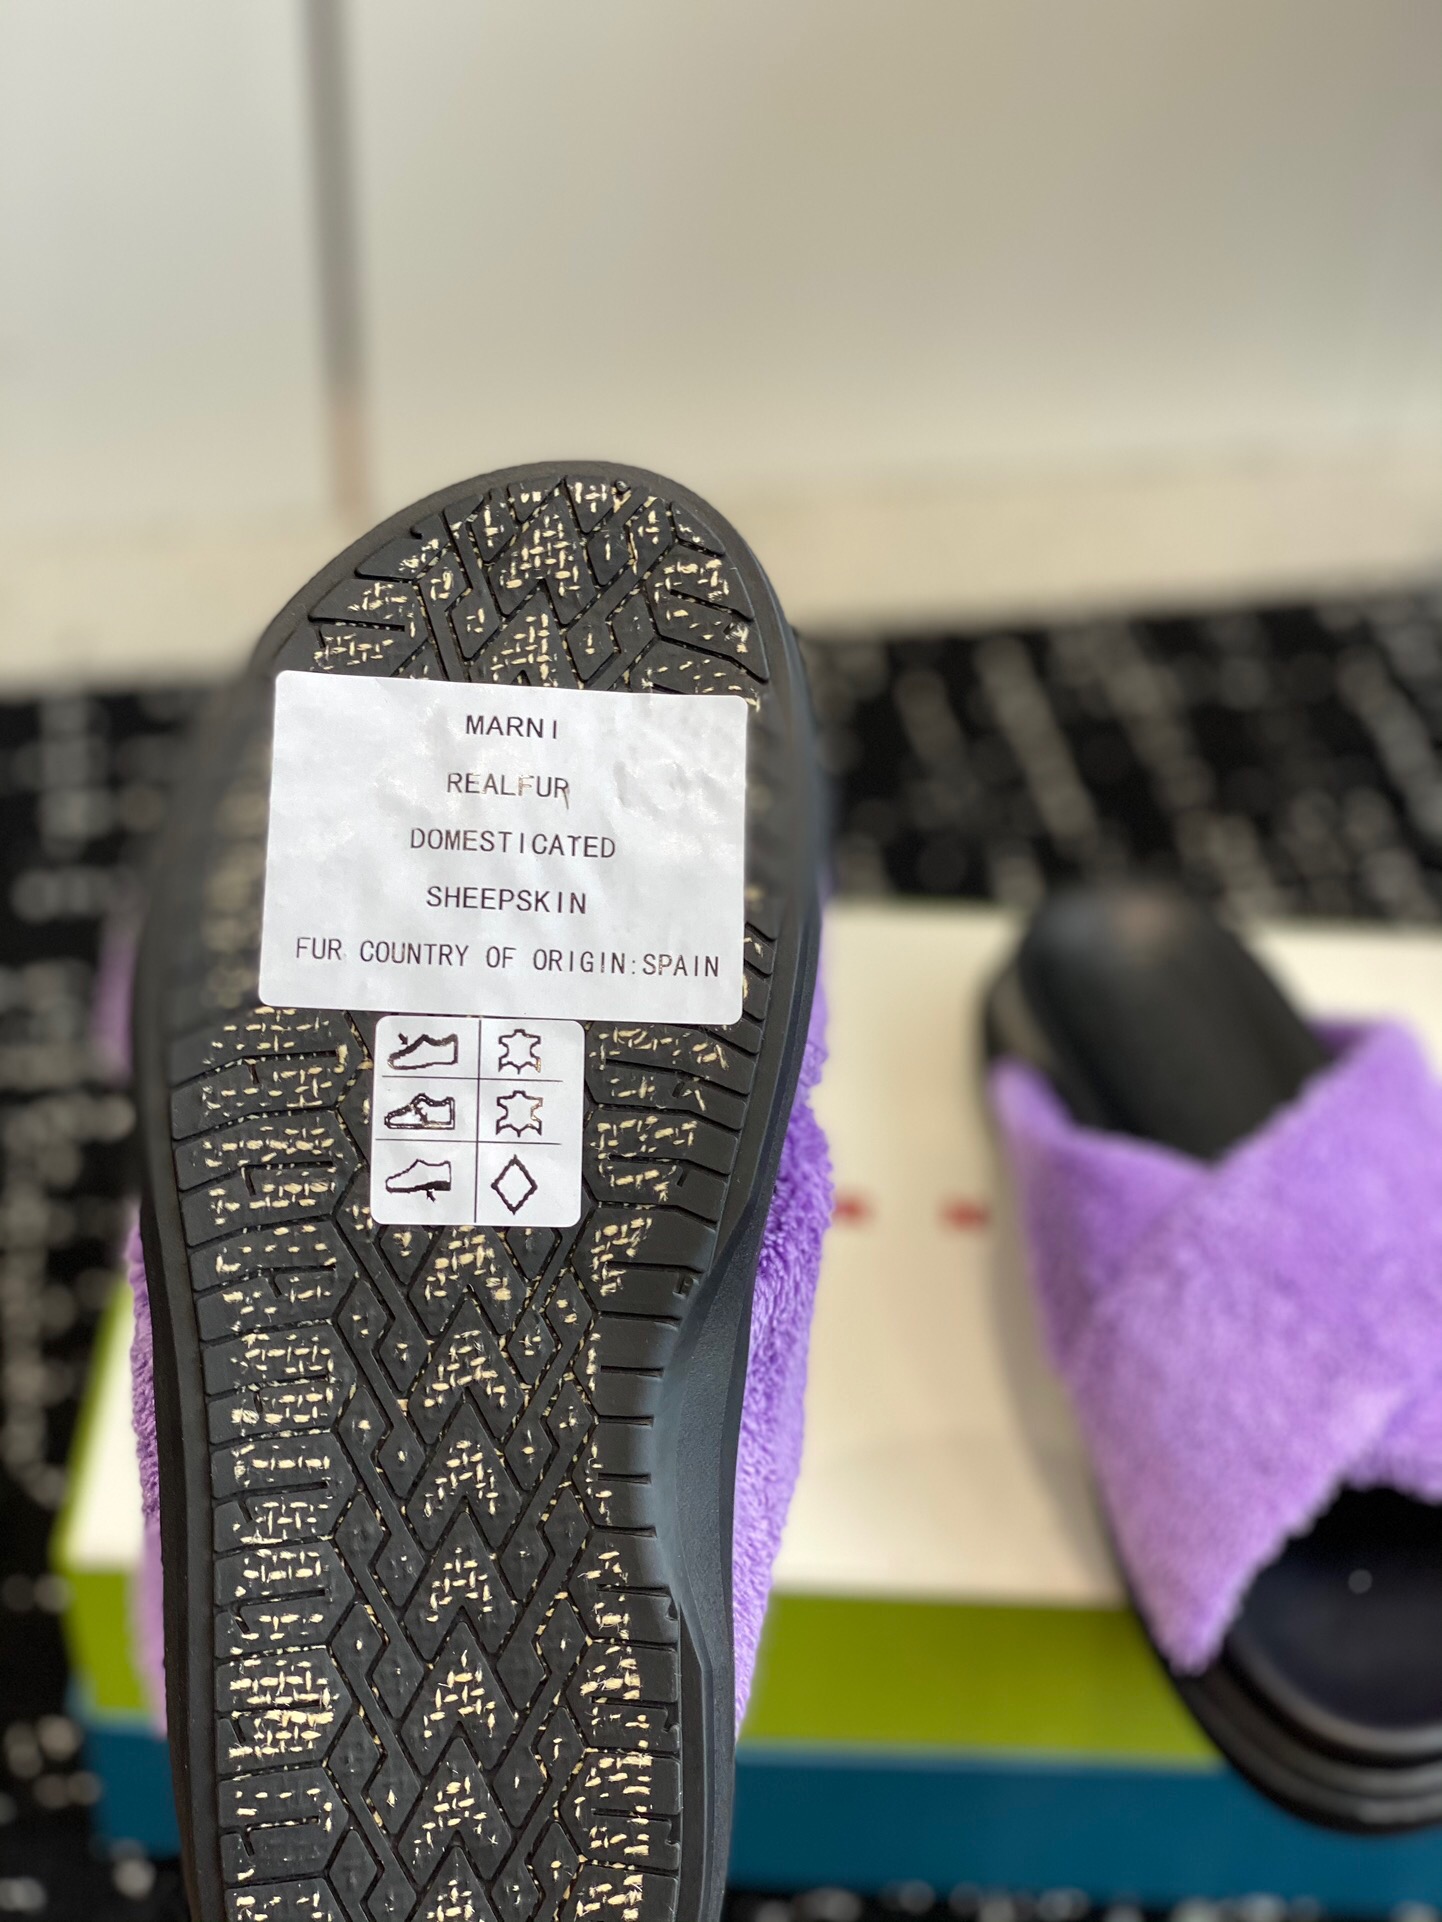 MARNI
REALFUR
DOMESTICATED
SHEEPSKIN
FUR COUNTRY OF ORIGIN:SPAIN